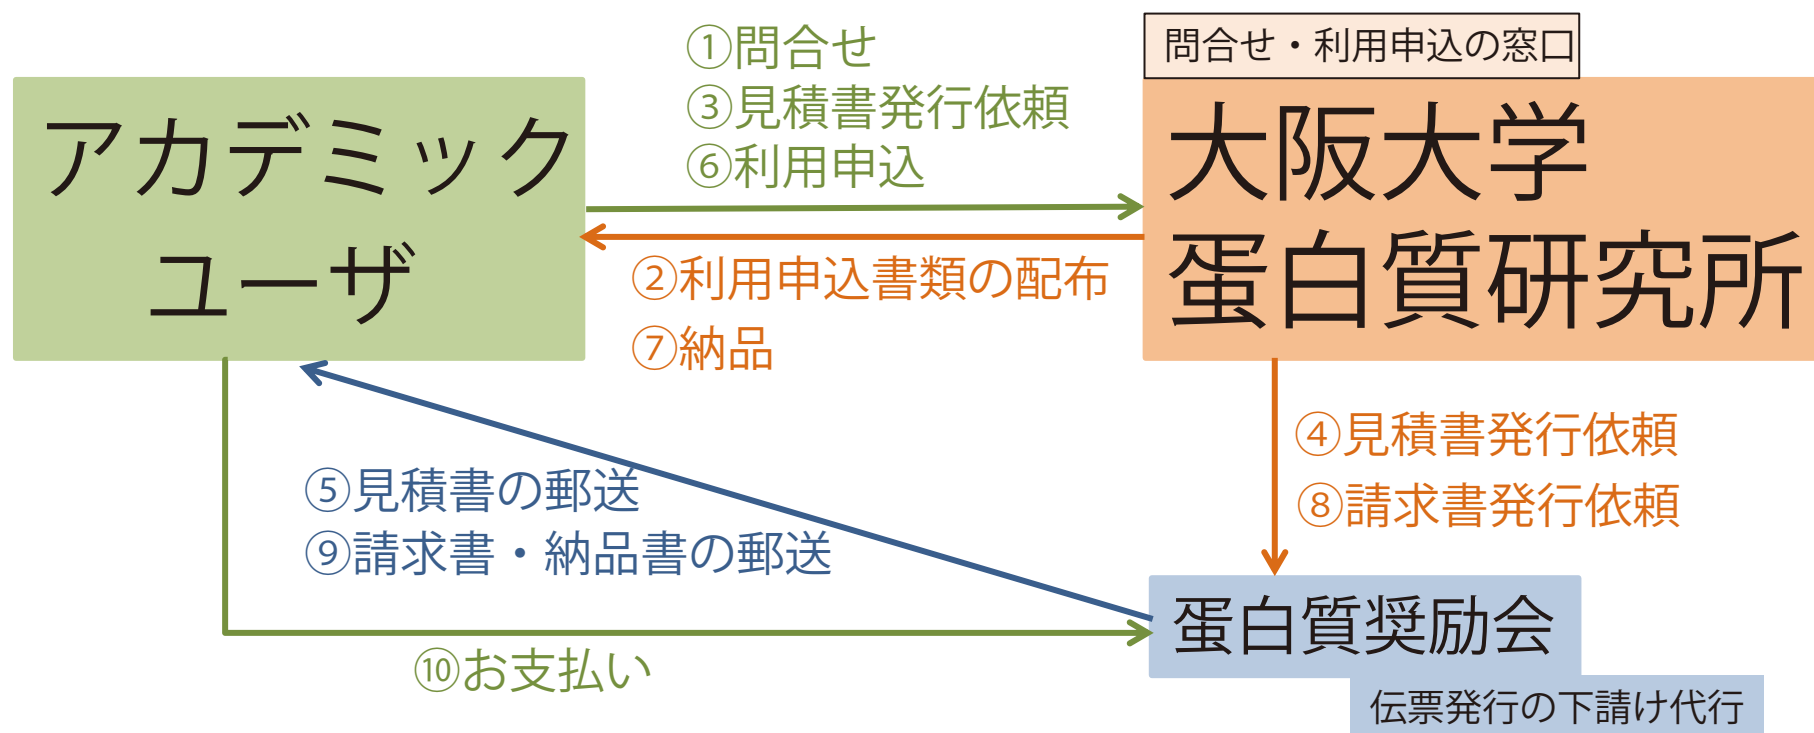 ①問合せ
③見積書発行依頼
⑥利用申込
問合せ・利用申込の窓口
アカデミック
ユーザ
大阪大学
蛋白質研究所
②利用申込書類の配布
⑦納品
④見積書発行依頼
⑧請求書発行依頼
⑤見積書の郵送
⑨請求書・納品書の郵送
蛋白質奨励会
⑩お支払い
伝票発行の下請け代行